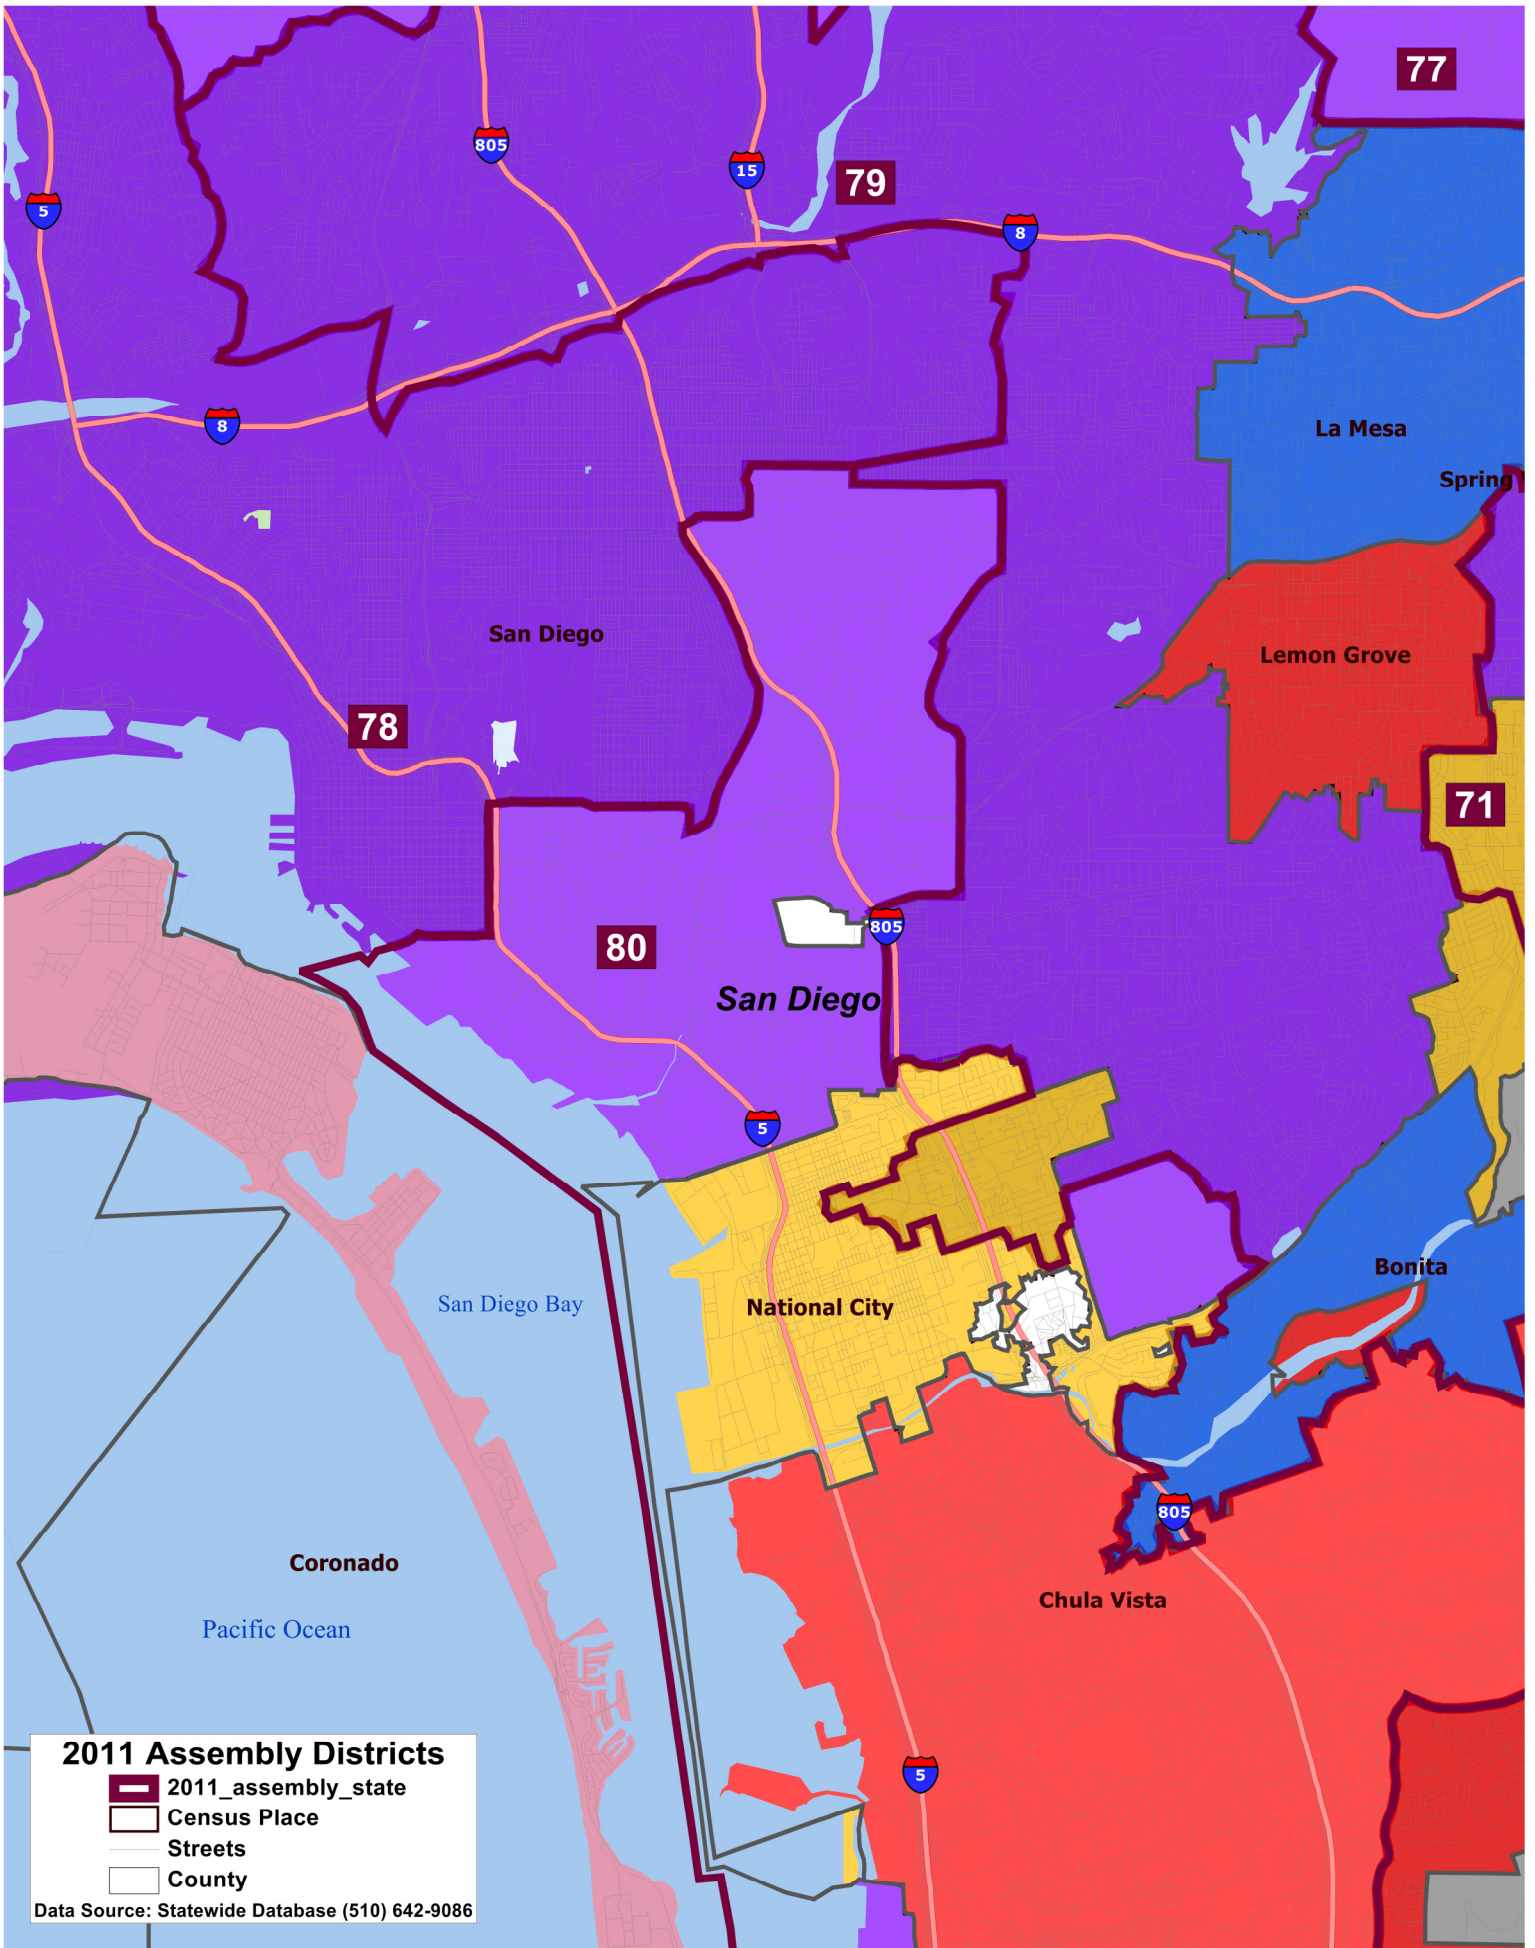 77
805
15
79
5
8
8
La Mesa
Spring
San Diego
Lemon Grove
78
71
805
80
San Diego
5
Bonita
San Diego Bay
National City
805
Coronado
Chula Vista
Pacific Ocean
5
2011 Assembly Districts
2011_assembly_state
Census Place
Streets
County
Data Source: Statewide Database (510) 642-9086